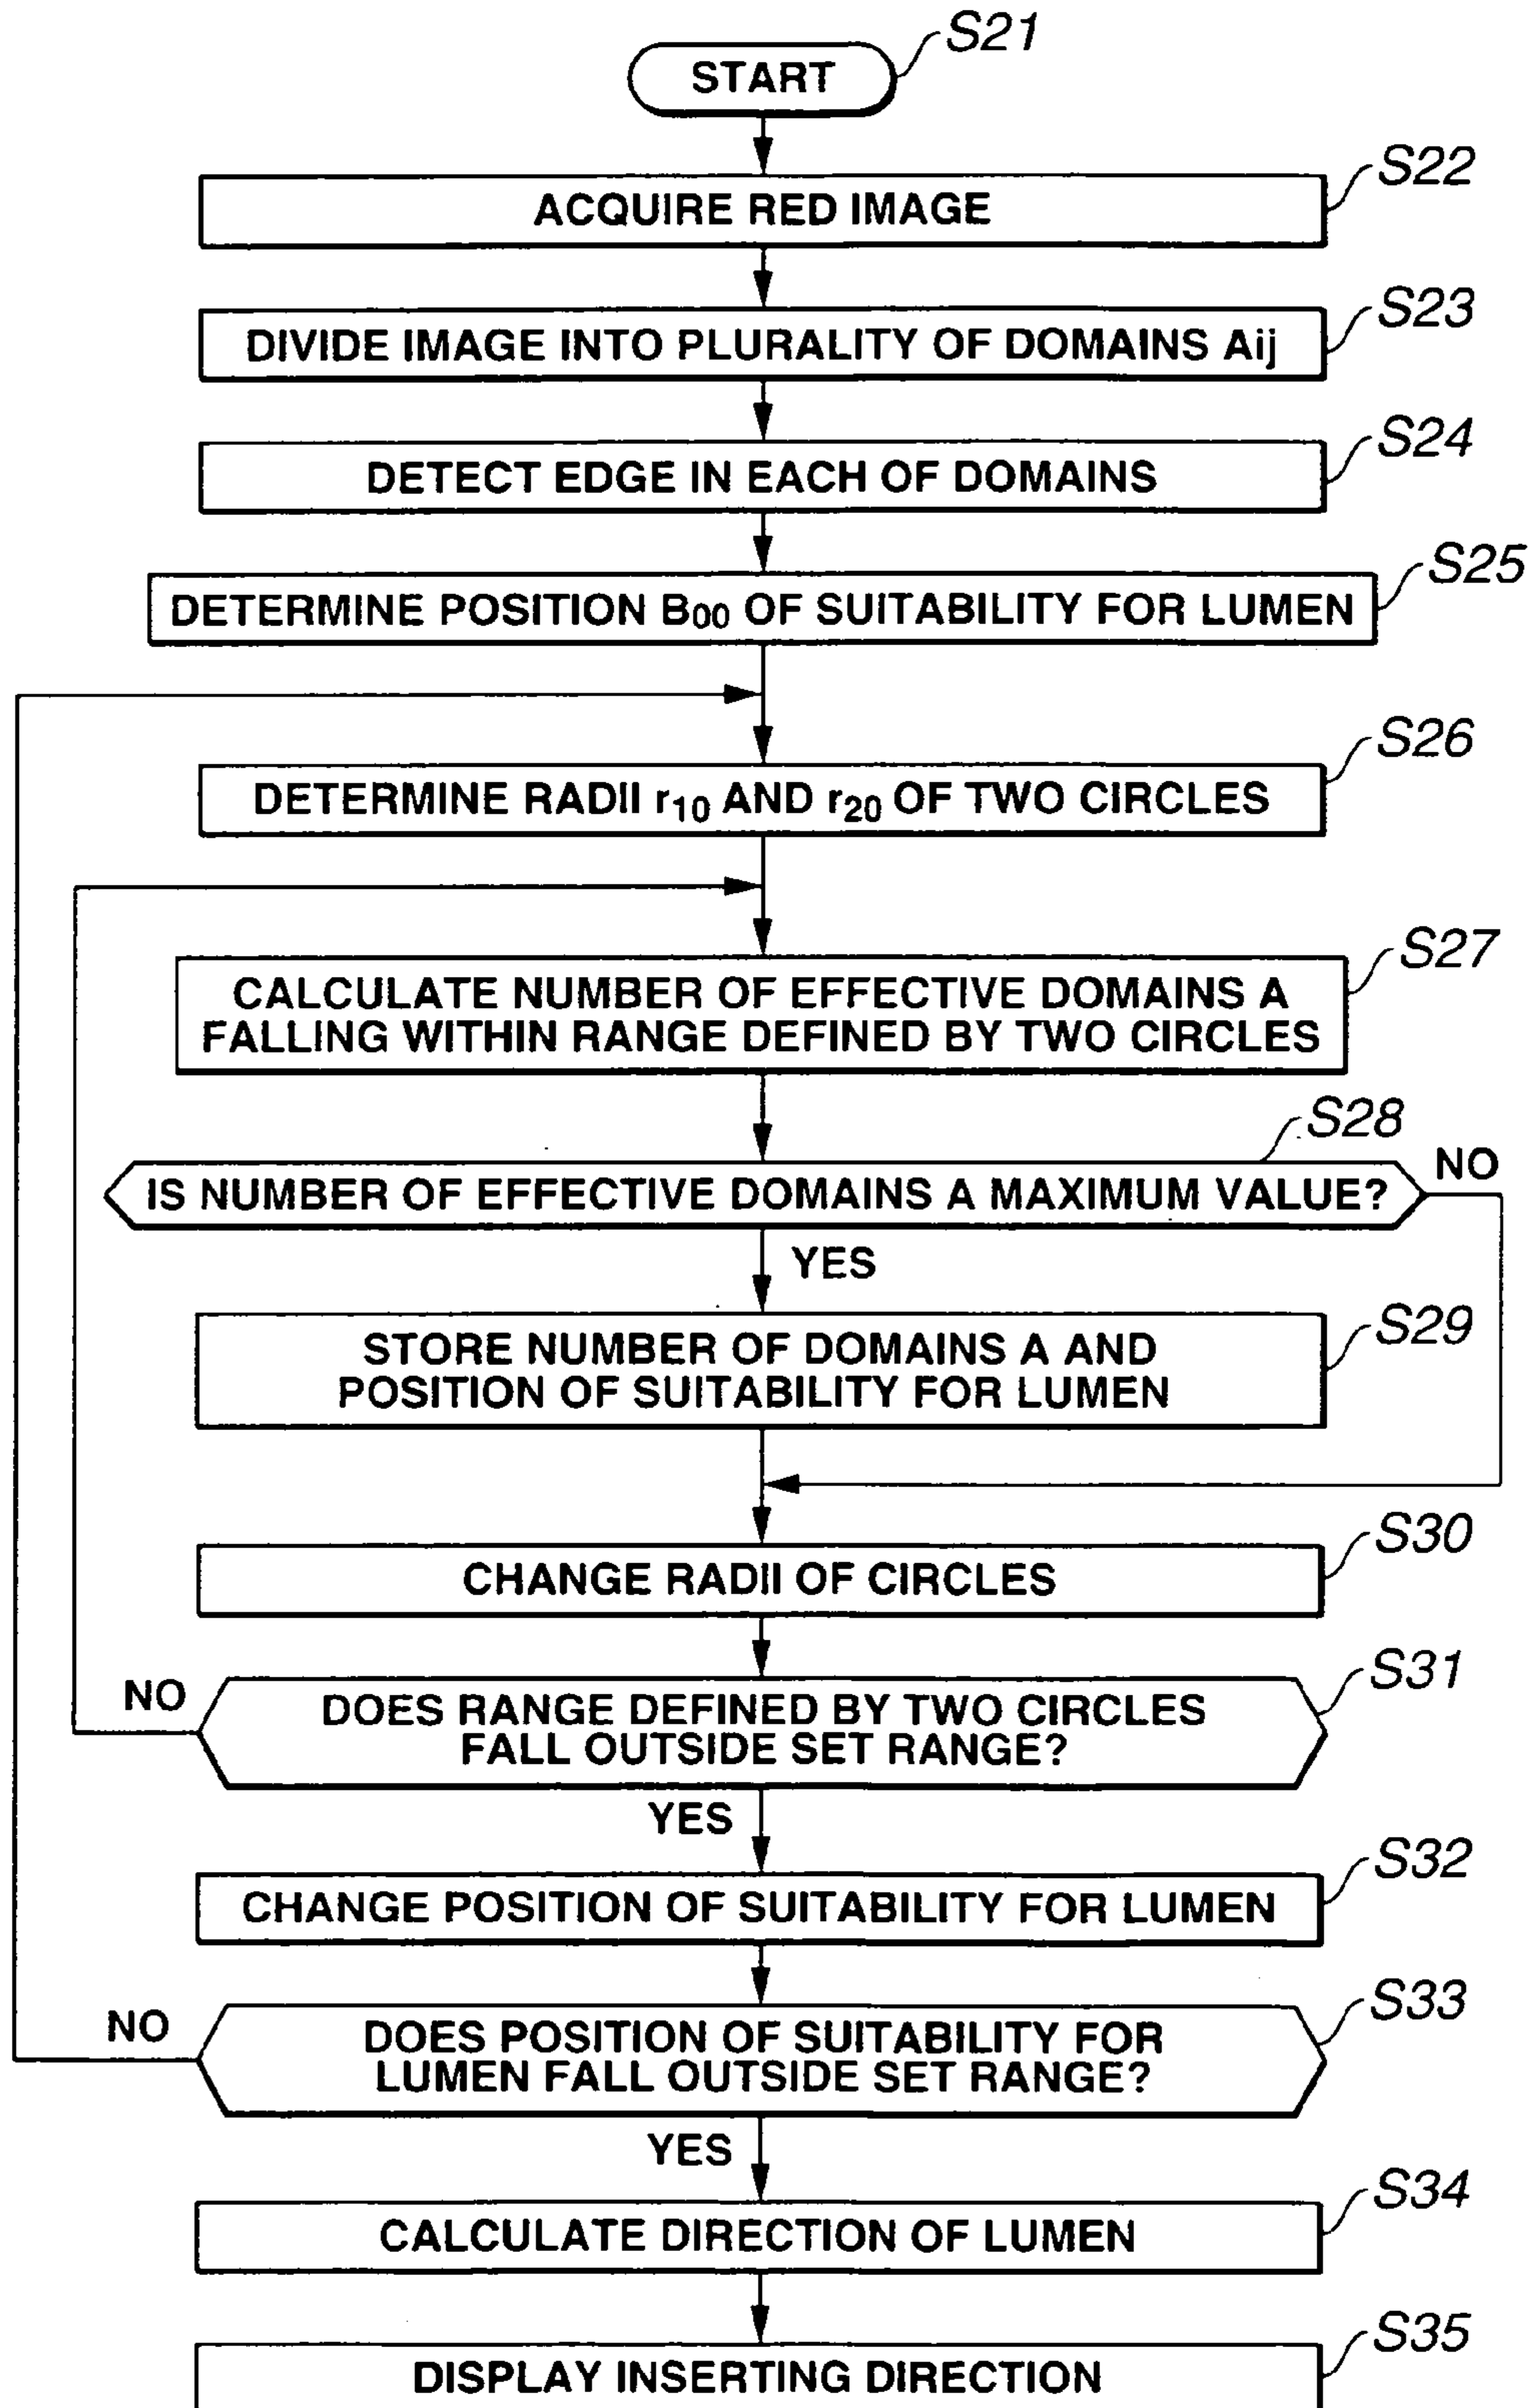 S21
START
S22
ACQUIRE RED IMAGE
S23
DIVIDE IMAGE INTO PLURALITY OF DOMAINS Aij
S24
DETECT EDGE IN EACH OF DOMAINS
S25
DETERMINE POSITION B00 OF SUITABILITY FOR LUMEN
S26
DETERMINE RADII r10 AND r20 OF TWO CIRCLES
S27
CALCULATE NUMBER OF EFFECTIVE DOMAINS A
FALLING WITHIN RANGE DEFINED BY TWO CIRCLES
S28
NO
IS NUMBER OF EFFECTIVE DOMAINS A MAXIMUM VALUE?
YES
S29
STORE NUMBER OF DOMAINS A AND
POSITION OF SUITABILITY FOR LUMEN
S30
CHANGE RADII OF CIRCLES
S31
NO
DOES RANGE DEFINED BY TWO CIRCLES
FALL OUTSIDE SET RANGE?
YES
S32
CHANGE POSITION OF SUITABILITY FOR LUMEN
S33
NO
DOES POSITION OF SUITABILITY FOR
LUMEN FALL OUTSIDE SET RANGE?
YES
S34
CALCULATE DIRECTION OF LUMEN
S35
DISPLAY INSERTING DIRECTION